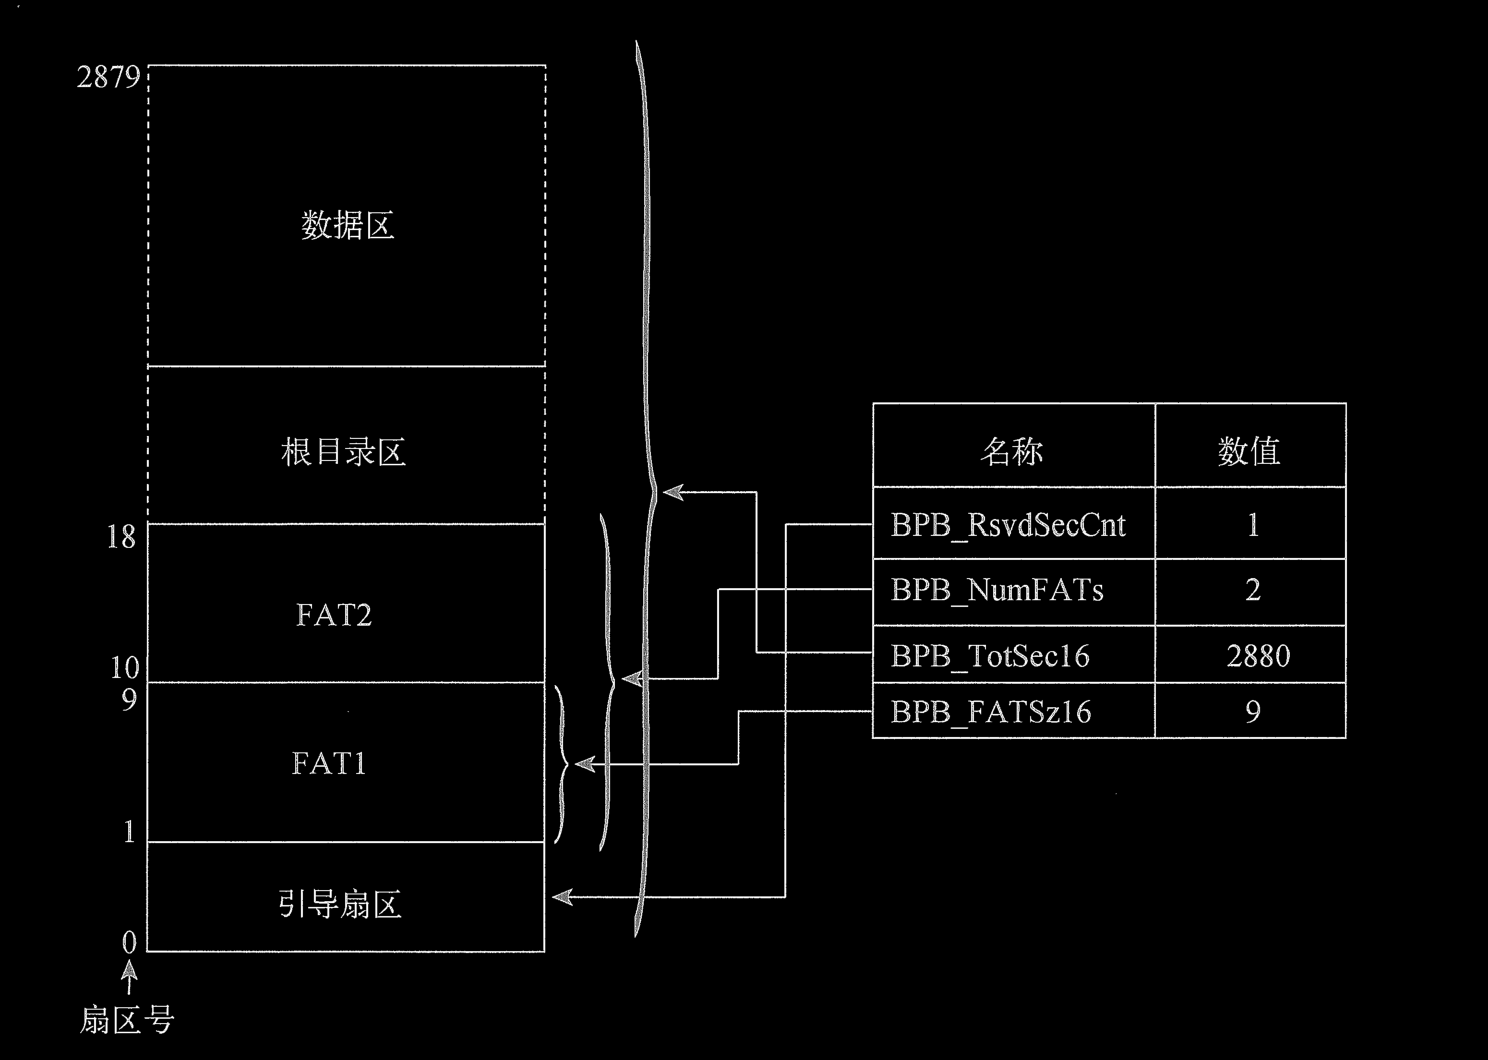 2879
数据区
根目录区
18
FAT2
10
9
FAT1
1
引导扇区
0
扇区号
名称 数值
BPB_RsvdSecCnt 1
BPB_NumFATs 2
BPB_TotSec16 2880
BPB_FATSz16 9